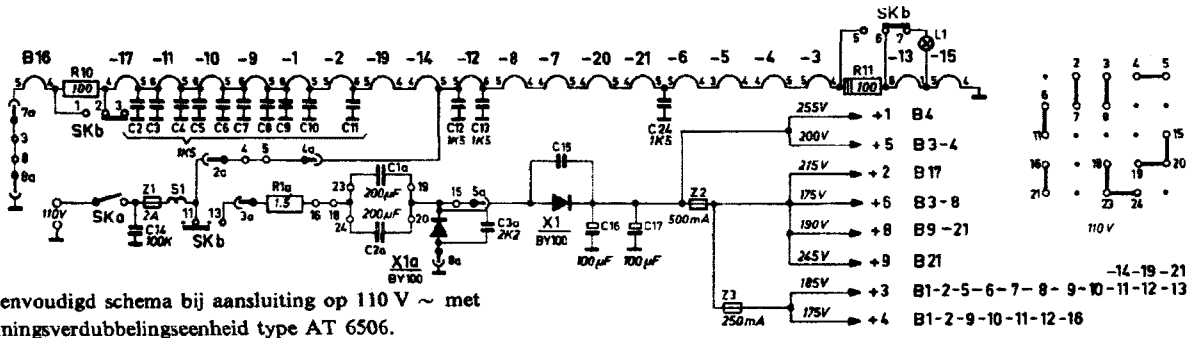 SKb
B16 -17 -11 -10 -9 -1 -2 -19 -14 -12 -8 -7 -20 -21 -6 -5 -4 -3 -13 -15
R10 100
R11 100
L1
5 6 7
1 2 3
SKb
C2 C3 C4 C5 C6 C7 C8 C9 C10 C11
1K5
C12 1K5
C13 1K5
C24 1K5
7a
3
8
8a
2a 4 5 4a
110V
SKa
Z1 2A
S1
C14 100K
11 13
SKb
3a
R1a 1.5
16 18
23 24
C1a 200µF
200µF C2a
19 20
15 5a
X1a BY100
8a
C3a 2K2
C15
X1 BY100
C16 100µF
C17 100µF
Z2 500mA
Z3 250mA
255V +1 B4
200V +5 B3-4
215V +2 B17
175V +6 B3-8
190V +8 B9-21
245V +9 B21
-14-19-21
185V +3 B1-2-5-6-7-8-9-10-11-12-13
175V +4 B1-2-9-10-11-12-16
2 3 4 5
6 7 8
11 15
16 18 19 20
21 23 24
110 V
envoudigd schema bij aansluiting op 110 V ~ met
ningsverdubbelingseenheid type AT 6506.